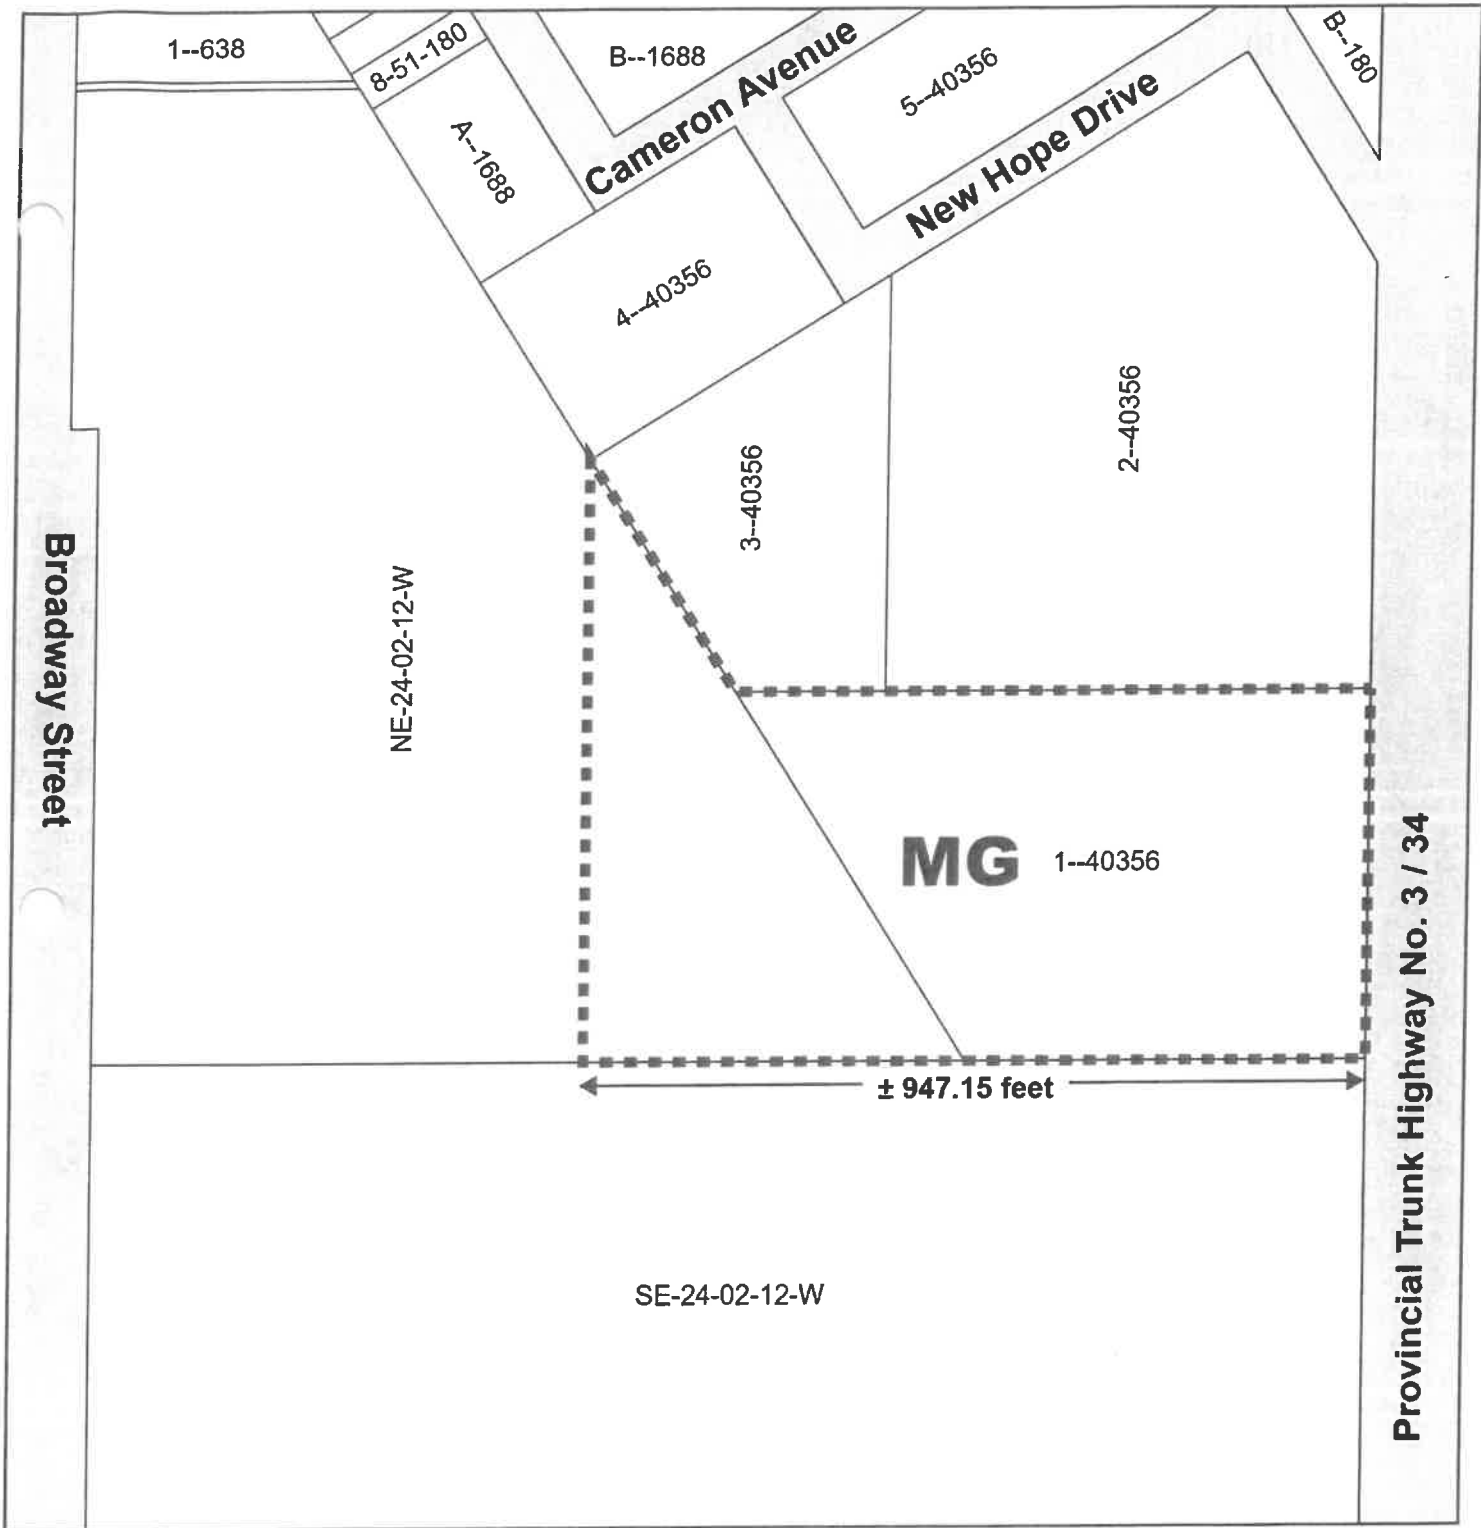 1--638
8-51-180
B--1688
Cameron Avenue
5--40356
B--180
A--1688
New Hope Drive
4--40356
2--40356
3--40356
Broadway Street
NE-24-02-12-W
MG
1--40356
Provincial Trunk Highway No. 3 / 34
± 947.15 feet
SE-24-02-12-W